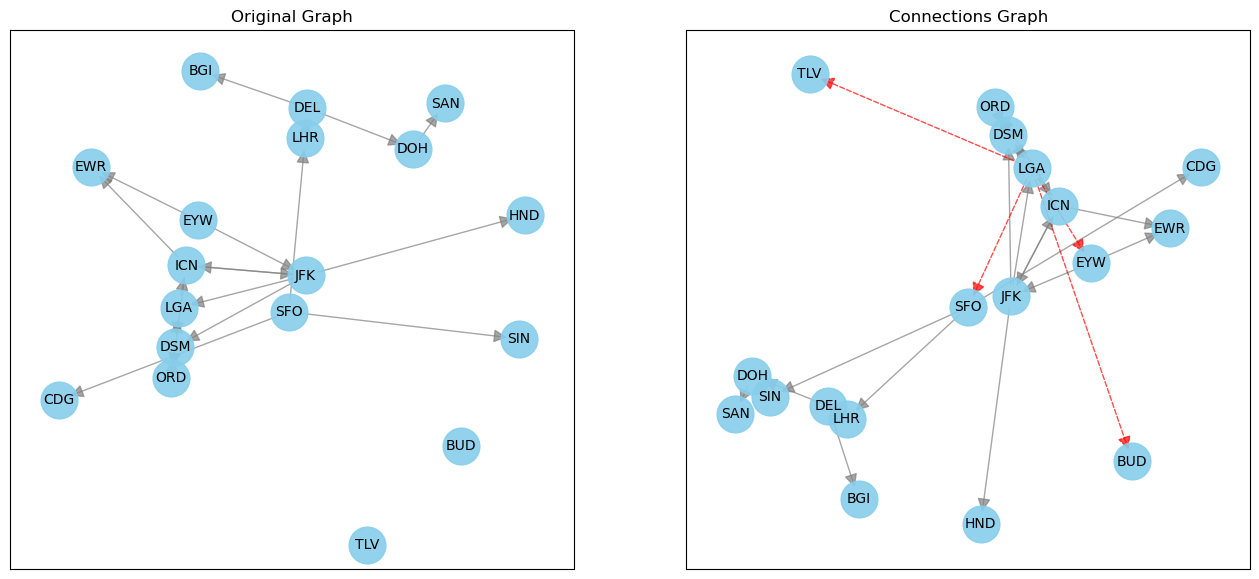 Original Graph
BGI
DEL
SAN
LHR
DOH
EWR
EYW
HND
ICN
JFK
LGA
SFO
DSM
SIN
ORD
CDG
BUD
TLV
Connections Graph
TLV
ORD
DSM
LGA
CDG
ICN
EWR
EYW
JFK
SFO
DOH
SIN
DEL
SAN
LHR
BUD
BGI
HND